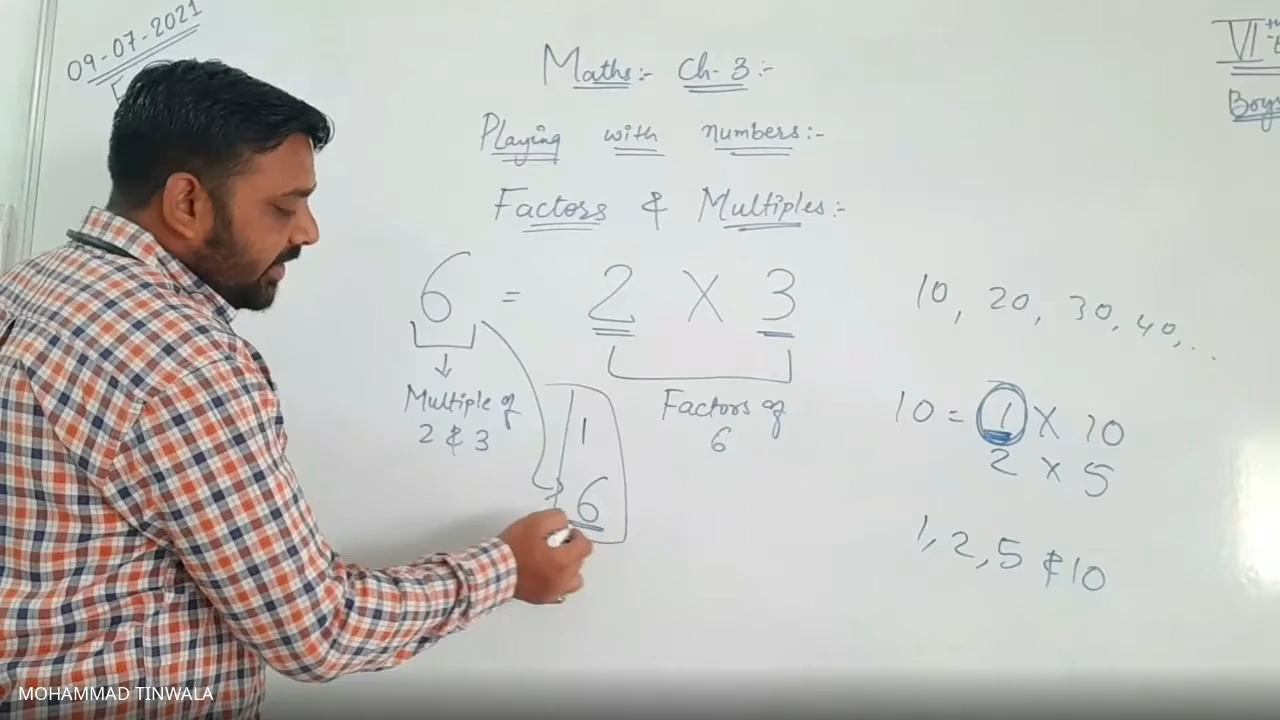 09-07-2021
VI th
Boys
Maths:- Ch-3:-
Playing with numbers:-
Factors & Multiples:-
6 = 2 X 3
Multiple of
2 & 3
Factors of
6
1
6
10, 20, 30, 40, ...
10 = 1 X 10
2 X 5
1, 2, 5 & 10
MOHAMMAD TINWALA